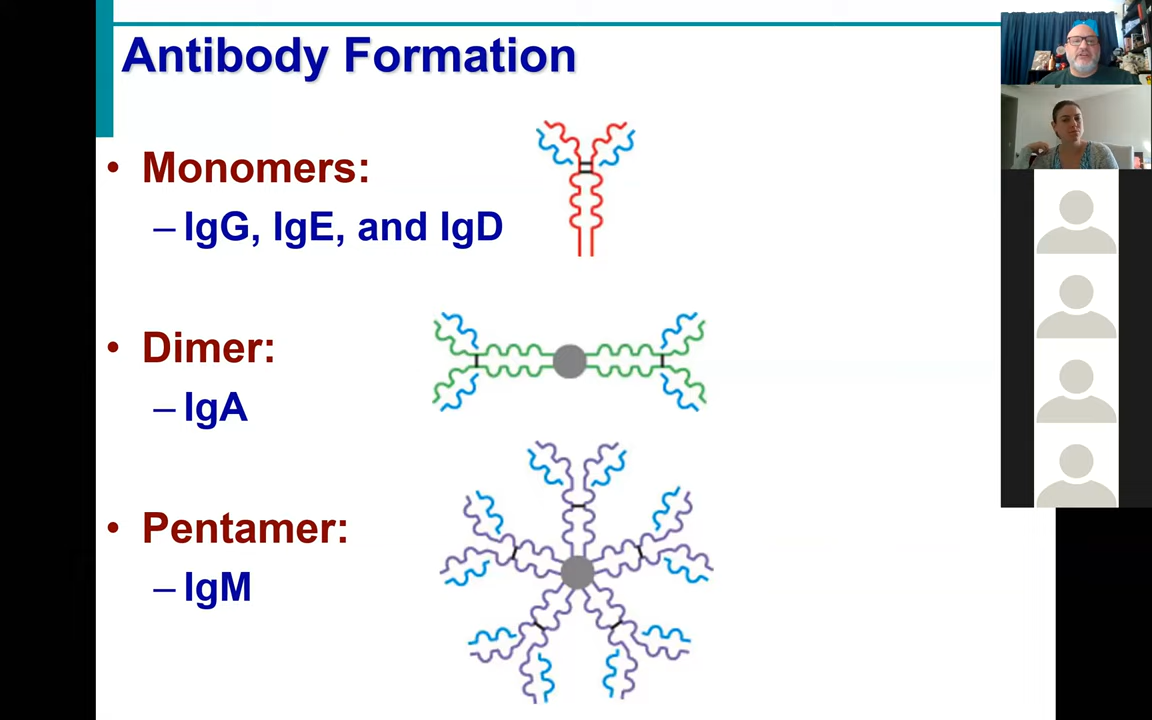 Antibody Formation
• Monomers:
– IgG, IgE, and IgD
• Dimer:
– IgA
• Pentamer:
– IgM